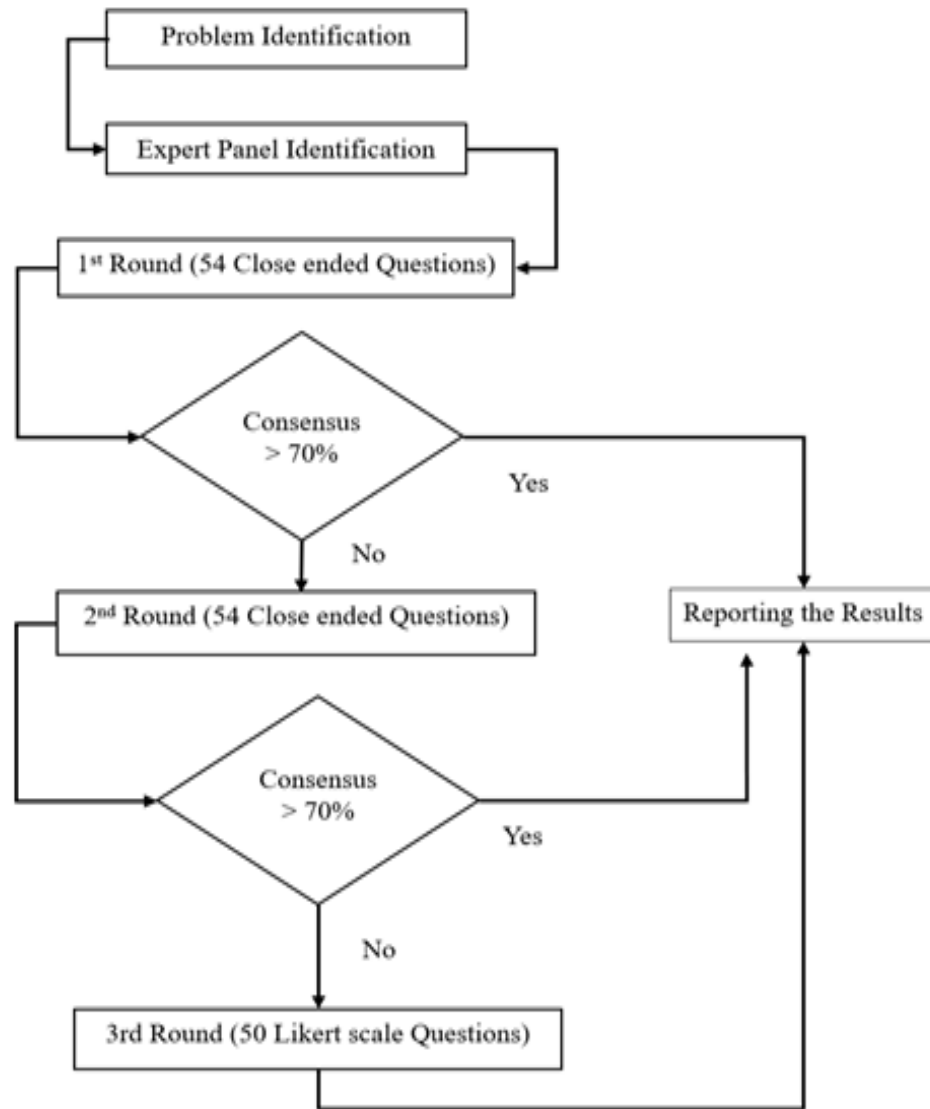 Problem Identification
Expert Panel Identification
1st Round (54 Close ended Questions)
Consensus
> 70%
Yes
No
2nd Round (54 Close ended Questions)
Reporting the Results
Consensus
> 70%
Yes
No
3rd Round (50 Likert scale Questions)